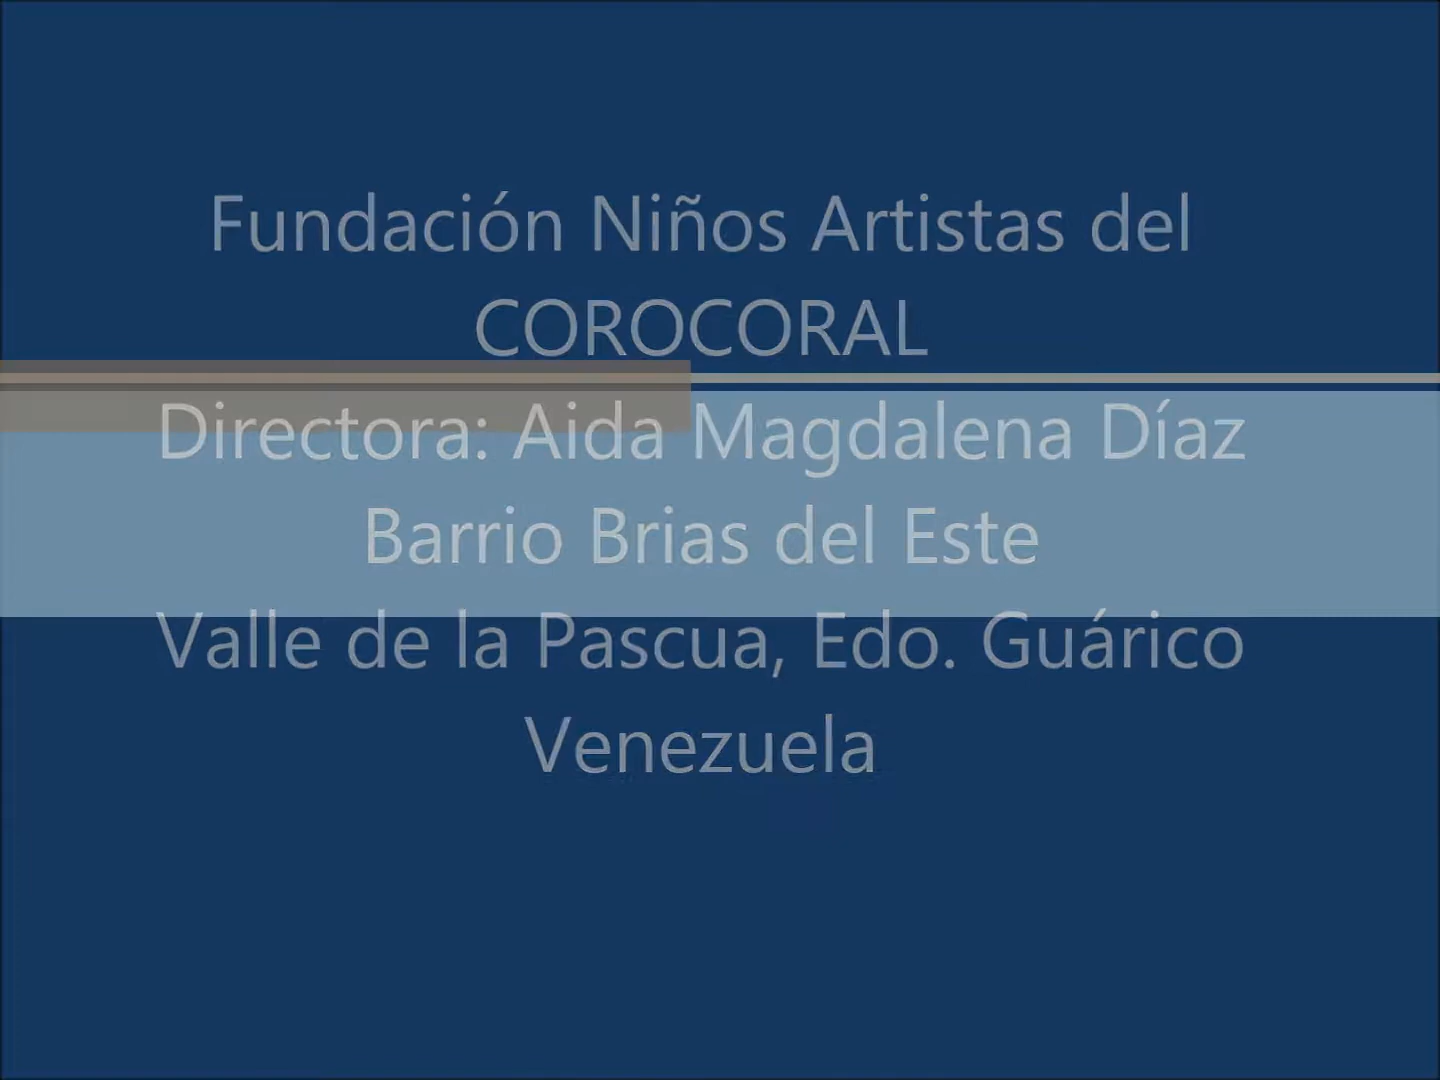 Fundación Niños Artistas del
COROCORAL
Directora: Aida Magdalena Díaz
Barrio Brias del Este
Valle de la Pascua, Edo. Guárico
Venezuela